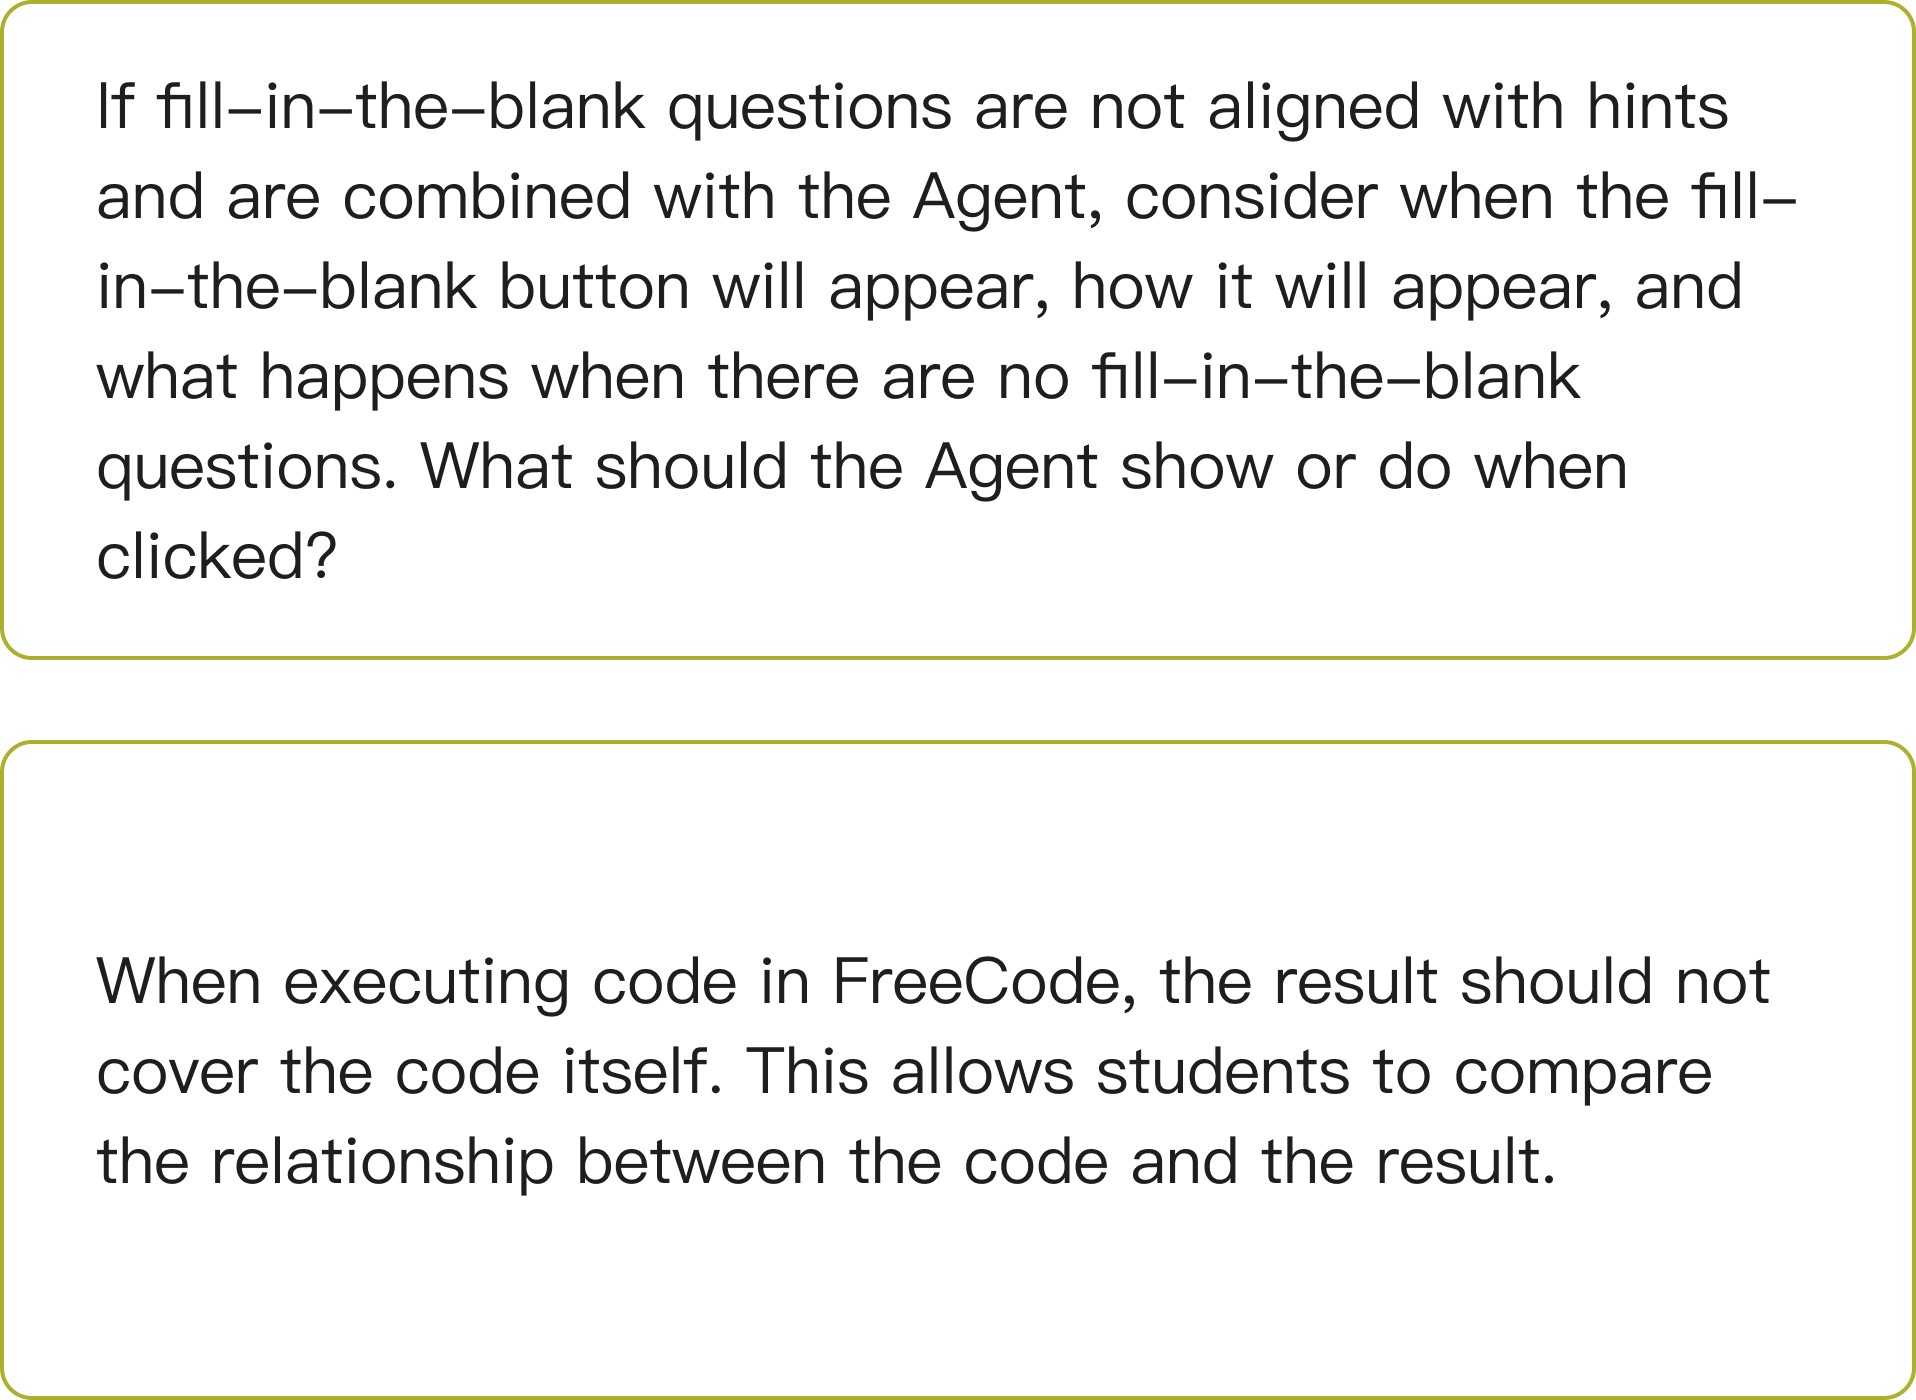 If fill–in–the–blank questions are not aligned with hints
and are combined with the Agent, consider when the fill–
in–the–blank button will appear, how it will appear, and
what happens when there are no fill–in–the–blank
questions. What should the Agent show or do when
clicked?
When executing code in FreeCode, the result should not
cover the code itself. This allows students to compare
the relationship between the code and the result.